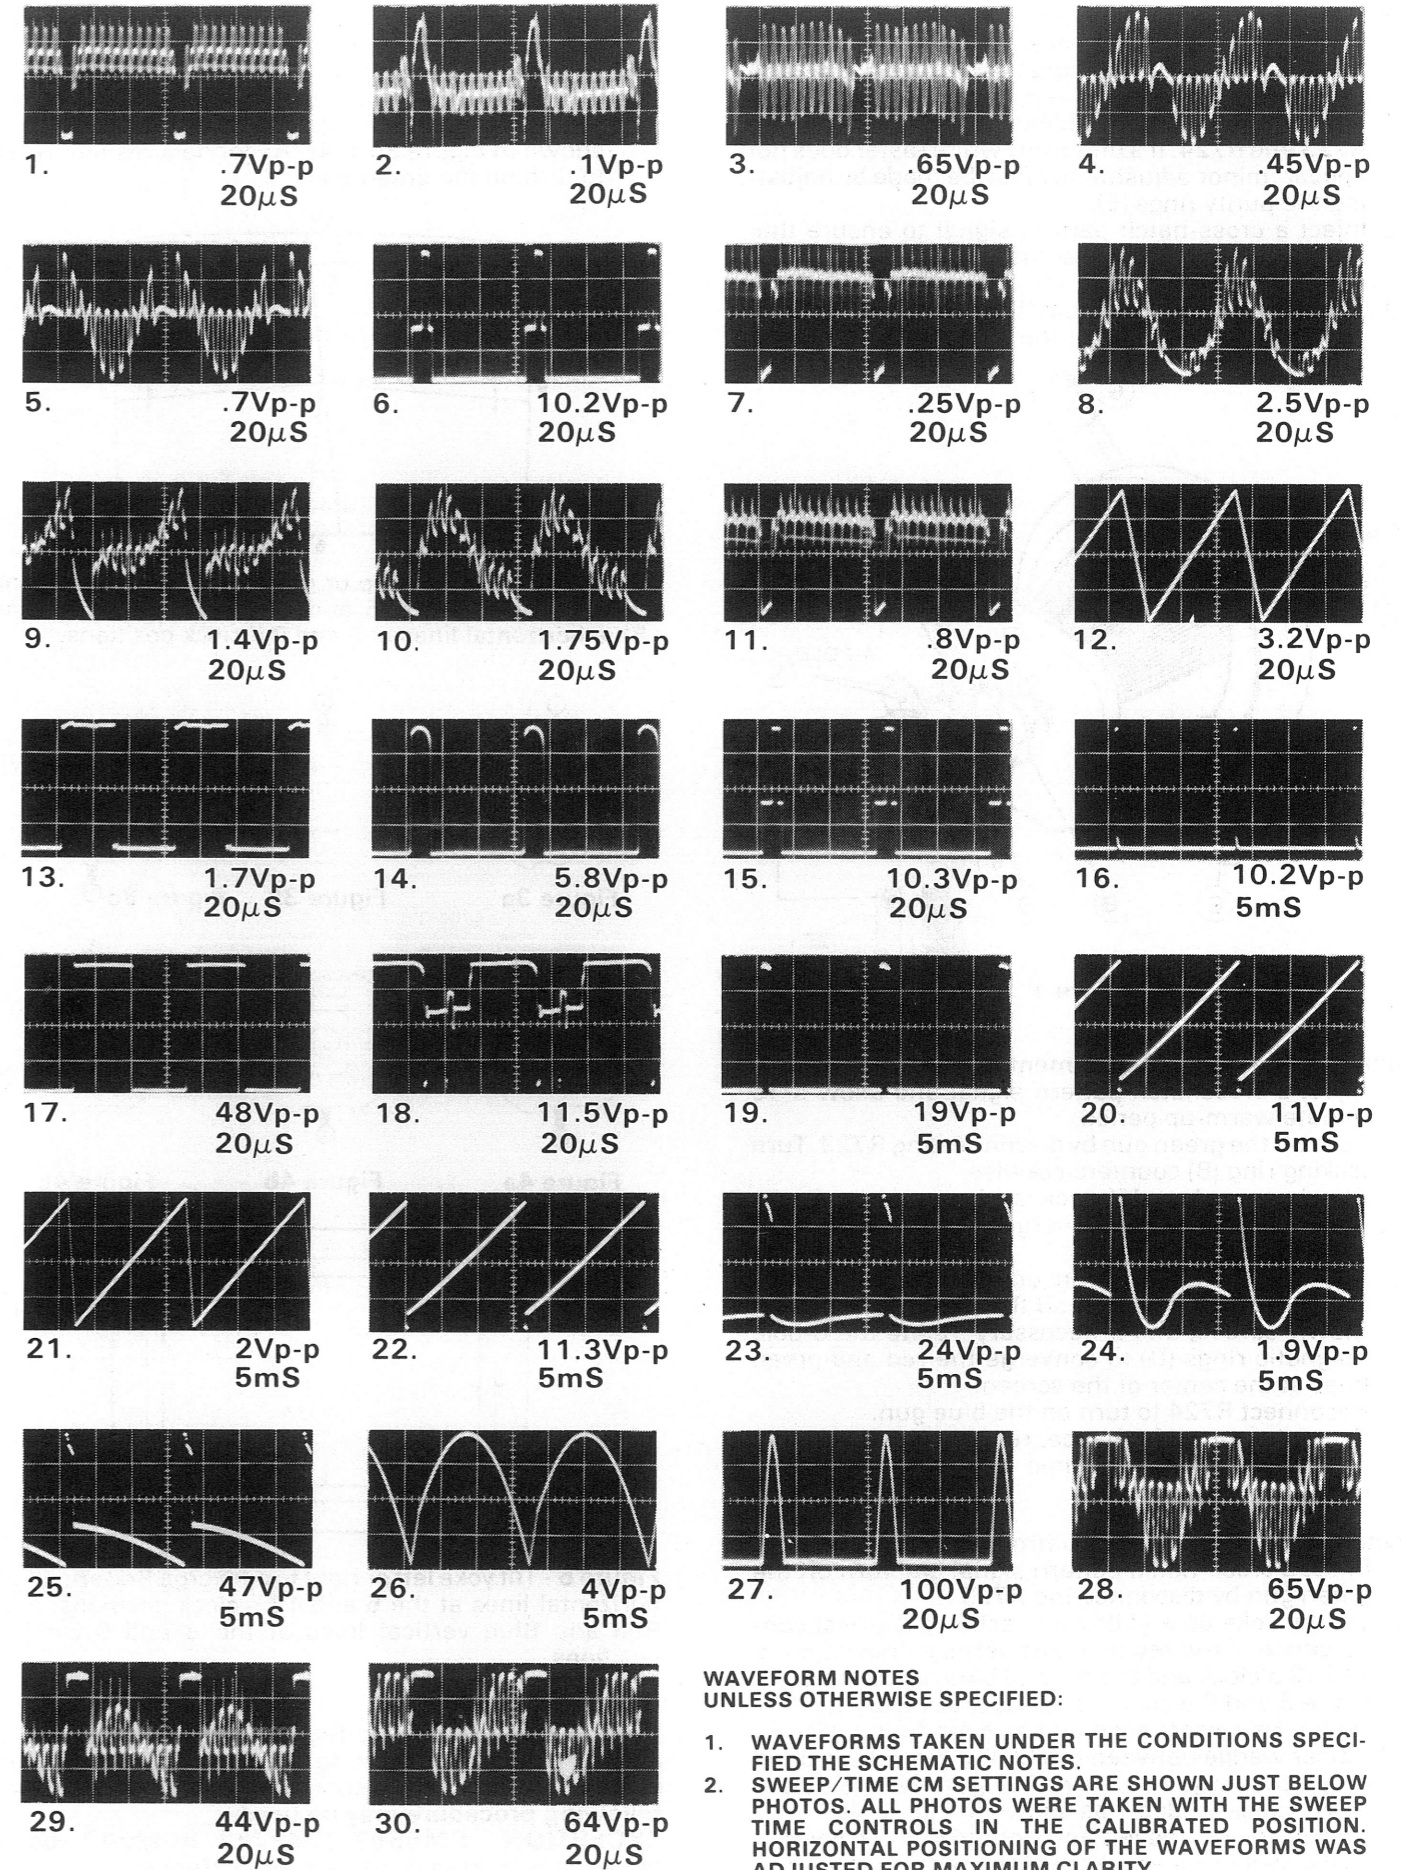 1. .7Vp-p
20μS
2. 1Vp-p
20μS
3. 65Vp-p
20μS
4. 45Vp-p
20μS
5. .7Vp-p
20μS
6. 10.2Vp-p
20μS
7. .25Vp-p
20μS
8. 2.5Vp-p
20μS
9. 1.4Vp-p
20μS
10. 1.75Vp-p
20μS
11. .8Vp-p
20μS
12. 3.2Vp-p
20μS
13. 1.7Vp-p
20μS
14. 5.8Vp-p
20μS
15. 10.3Vp-p
20μS
16. 10.2Vp-p
5mS
17. 48Vp-p
20μS
18. 11.5Vp-p
20μS
19. 19Vp-p
5mS
20. 11Vp-p
5mS
21. 2Vp-p
5mS
22. 11.3Vp-p
5mS
23. 24Vp-p
5mS
24. 1.9Vp-p
5mS
25. 47Vp-p
5mS
26. 4Vp-p
5mS
27. 100Vp-p
20μS
28. 65Vp-p
20μS
29. 44Vp-p
20μS
30. 64Vp-p
20μS
WAVEFORM NOTES
UNLESS OTHERWISE SPECIFIED:
1. WAVEFORMS TAKEN UNDER THE CONDITIONS SPECI-
FIED THE SCHEMATIC NOTES.
2. SWEEP/TIME CM SETTINGS ARE SHOWN JUST BELOW
PHOTOS. ALL PHOTOS WERE TAKEN WITH THE SWEEP
TIME CONTROLS IN THE CALIBRATED POSITION.
HORIZONTAL POSITIONING OF THE WAVEFORMS WAS
ADJUSTED FOR MAXIMUM CLARITY.